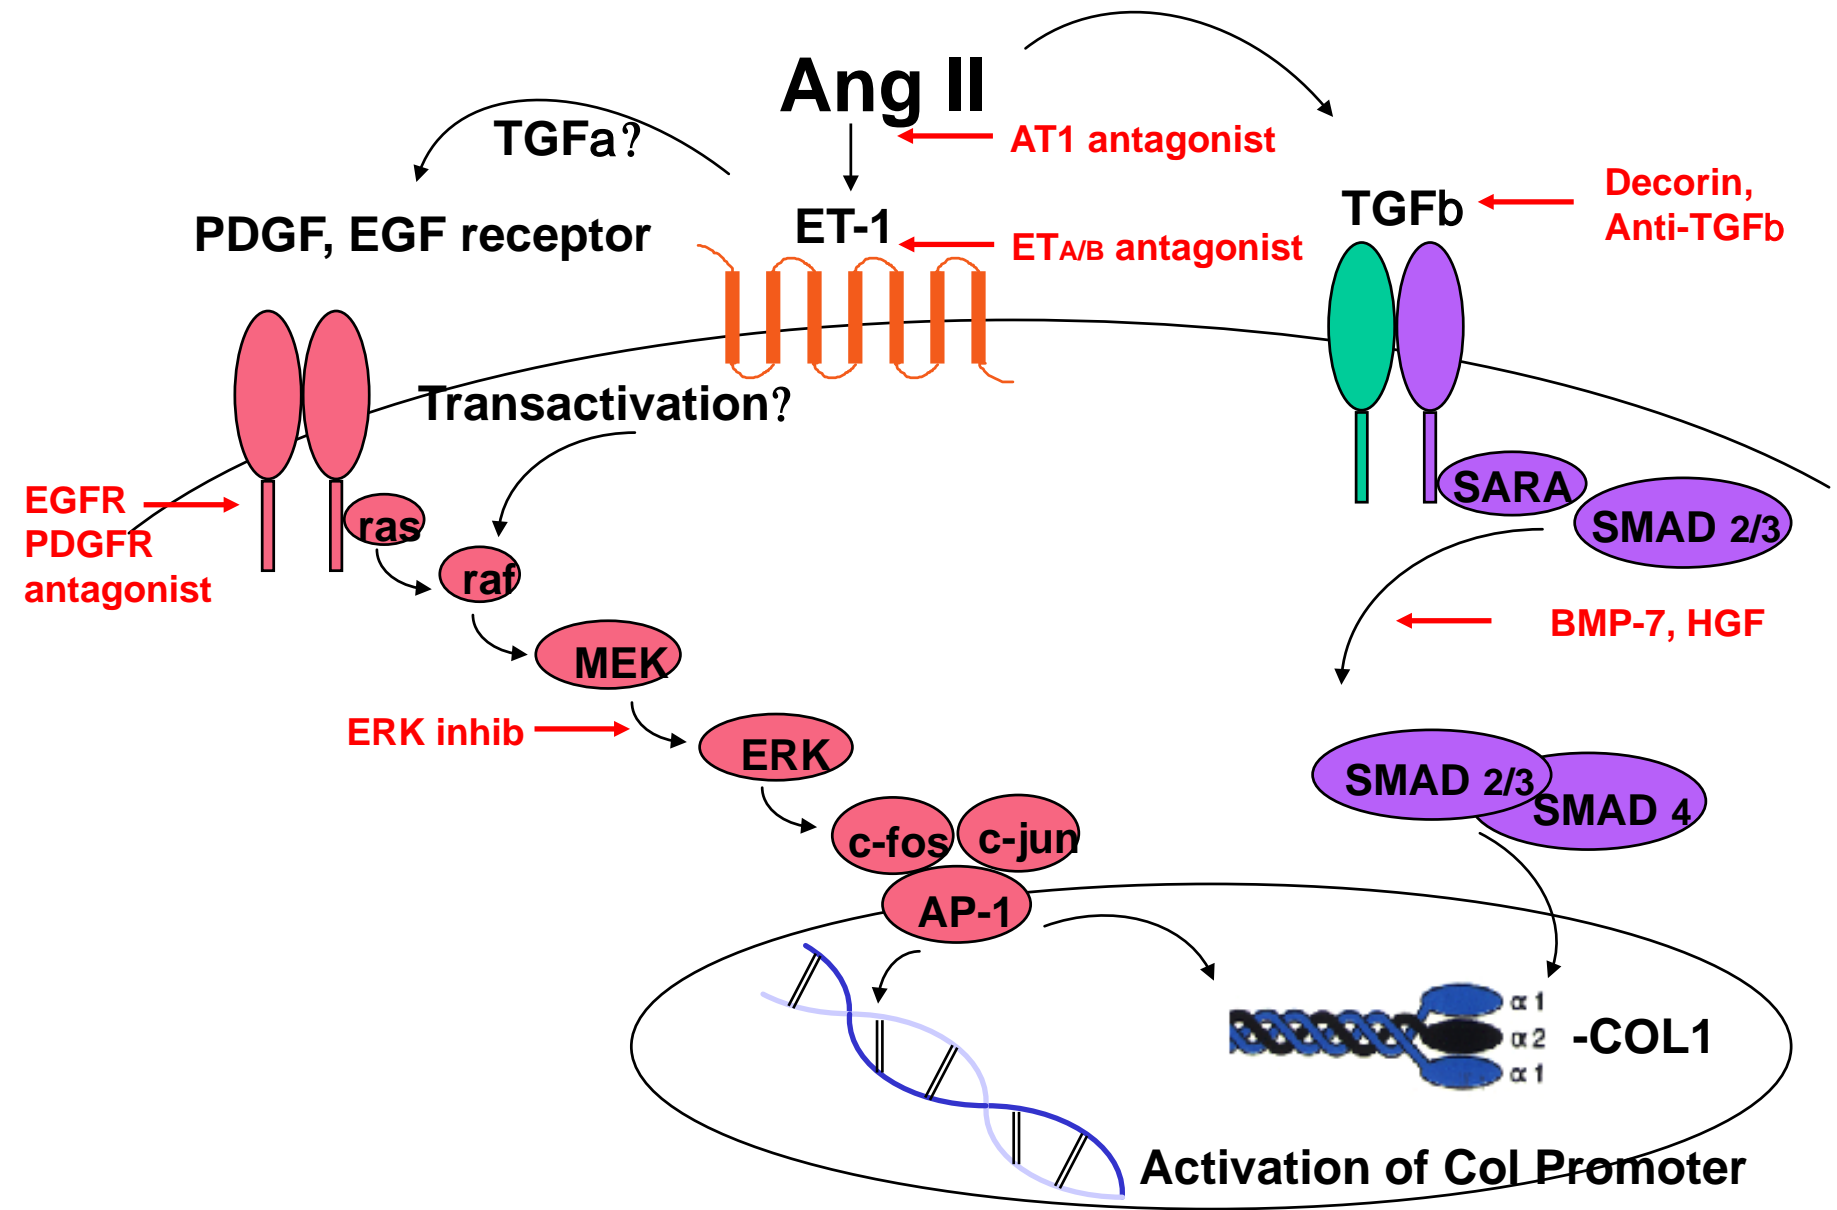 Ang II
TGFa?
AT1 antagonist
Decorin,
Anti-TGFb
TGFb
PDGF, EGF receptor
ET-1
ETA/B antagonist
Transactivation?
EGFR
PDGFR
antagonist
ras
raf
SARA
SMAD 2/3
MEK
BMP-7, HGF
ERK inhib
ERK
SMAD 2/3
SMAD 4
c-fos
c-jun
AP-1
α1
α2
α1
-COL1
Activation of Col Promoter